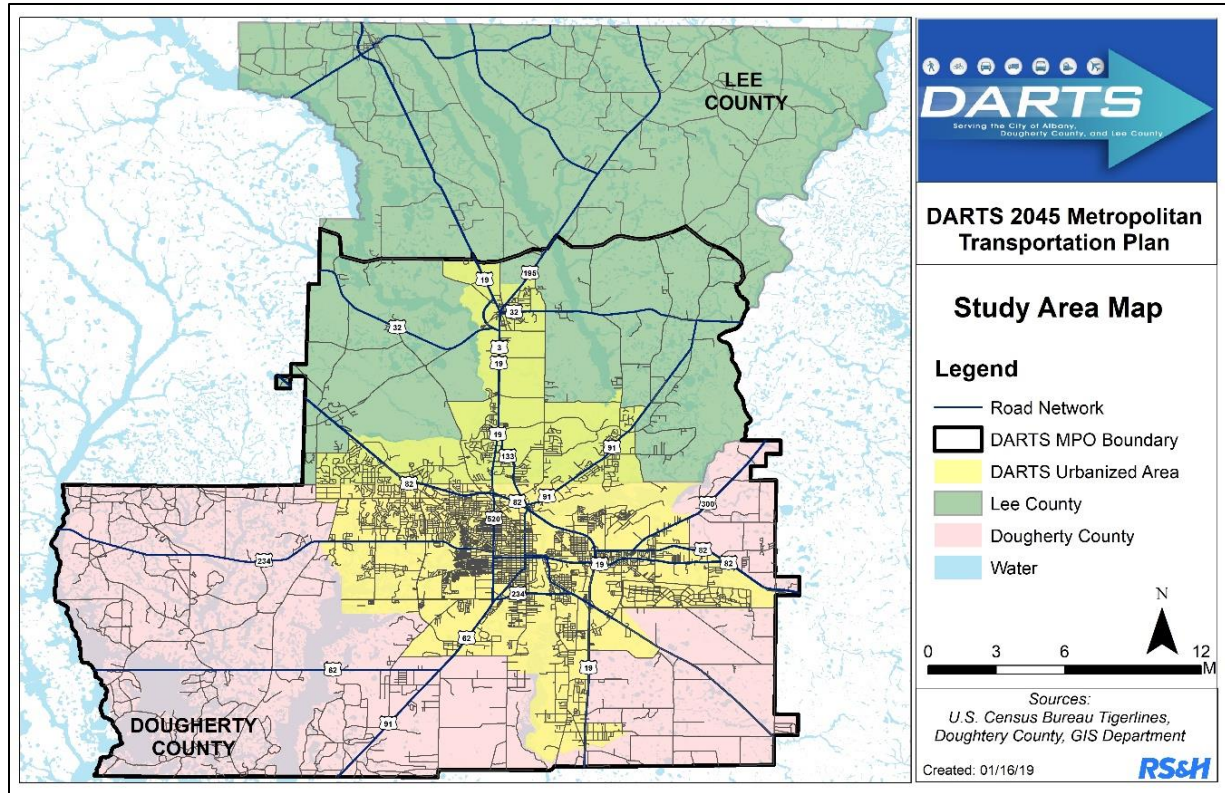 LEE
COUNTY
19
195
32
32
3
19
19
133
91
82
91
82
300
520
234
82
19
82
234
62
82
19
91
DOUGHERTY
COUNTY
DARTS
Serving the City of Albany,
Dougherty County, and Lee County
DARTS 2045 Metropolitan
Transportation Plan
Study Area Map
Legend
Road Network
DARTS MPO Boundary
DARTS Urbanized Area
Lee County
Dougherty County
Water
N
0 3 6 12
M
Sources:
U.S. Census Bureau Tigerlines,
Doughtery County, GIS Department
Created: 01/16/19
RS&H